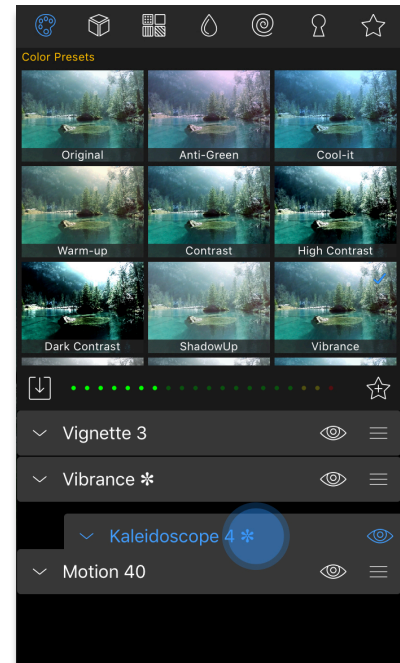 Color Presets
Original Anti-Green Cool-it
Warm-up Contrast High Contrast
Dark Contrast ShadowUp Vibrance
Vignette 3
Vibrance ✻
Kaleidoscope 4 ✻
Motion 40